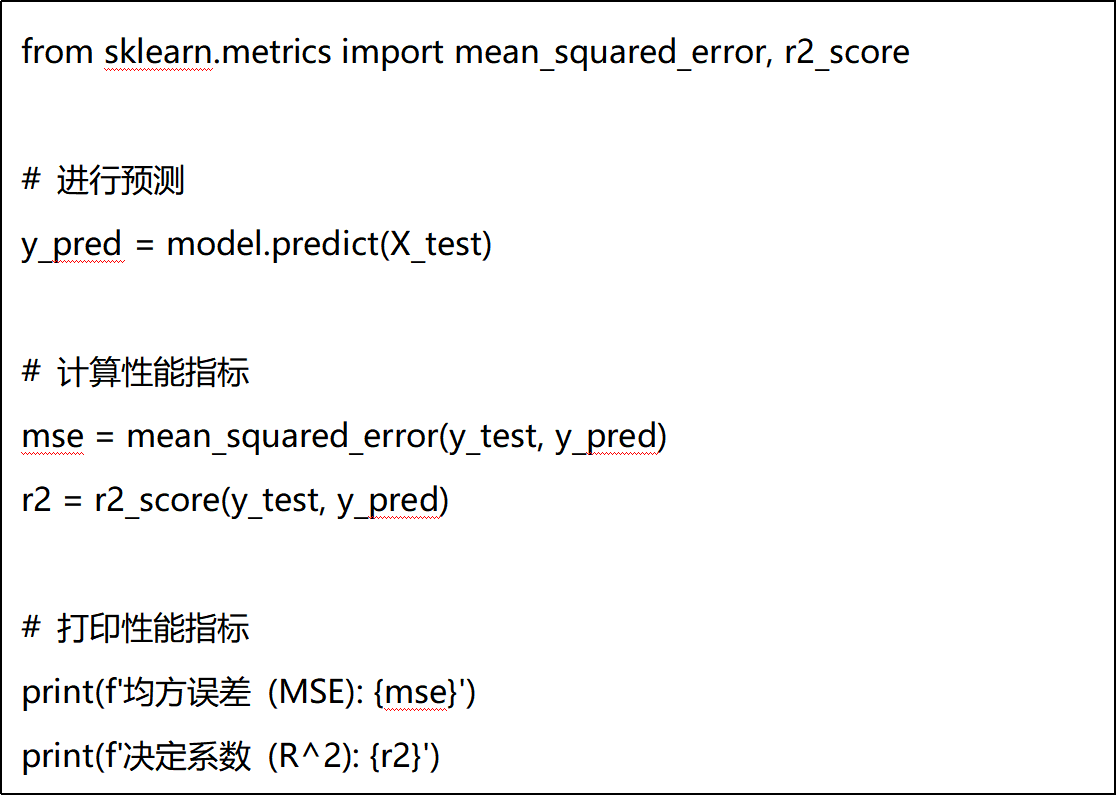 from sklearn.metrics import mean_squared_error, r2_score
# 进行预测
y_pred = model.predict(X_test)
# 计算性能指标
mse = mean_squared_error(y_test, y_pred)
r2 = r2_score(y_test, y_pred)
# 打印性能指标
print(f'均方误差 (MSE): {mse}')
print(f'决定系数 (R^2): {r2}')